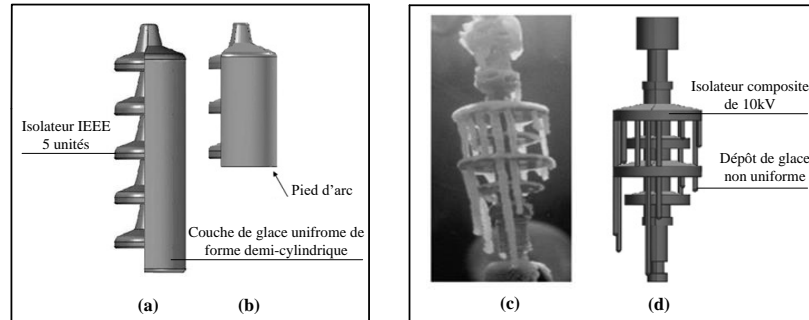 Isolateur IEEE
5 unités
Pied d'arc
Couche de glace unifrome de
forme demi-cylindrique
(a)
(b)
Isolateur composite
de 10kV
Dépôt de glace
non uniforme
(c)
(d)